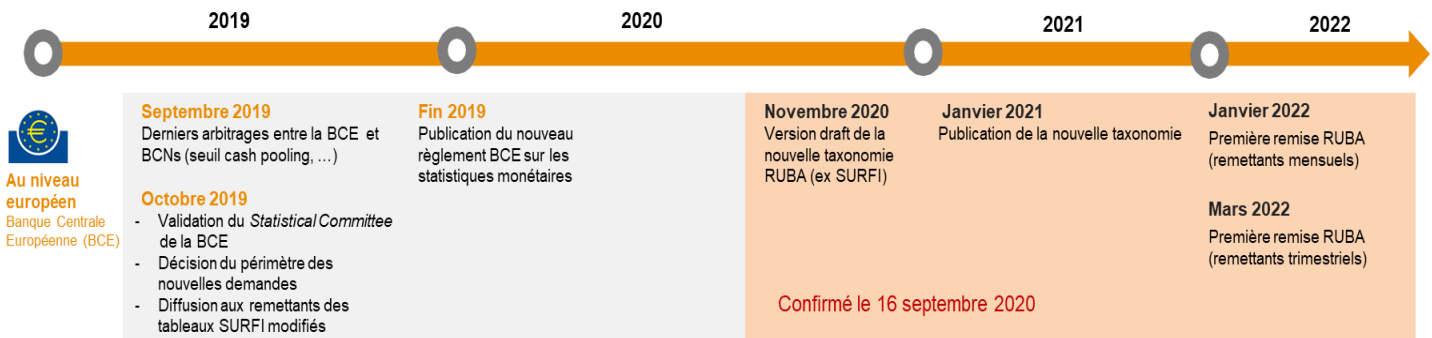 2019
2020
2021
2022
Au niveau
européen
Banque Centrale
Européenne (BCE)
Septembre 2019
Derniers arbitrages entre la BCE et
BCNs (seuil cash pooling, …)
Octobre 2019
- Validation du Statistical Committee
de la BCE
- Décision du périmètre des
nouvelles demandes
- Diffusion aux remettants des
tableaux SURFI modifiés
Fin 2019
Publication du nouveau
règlement BCE sur les
statistiques monétaires
Novembre 2020
Version draft de la
nouvelle taxonomie
RUBA (ex SURFI)
Janvier 2021
Publication de la nouvelle taxonomie
Janvier 2022
Première remise RUBA
(remettants mensuels)
Mars 2022
Première remise RUBA
(remettants trimestriels)
Confirmé le 16 septembre 2020